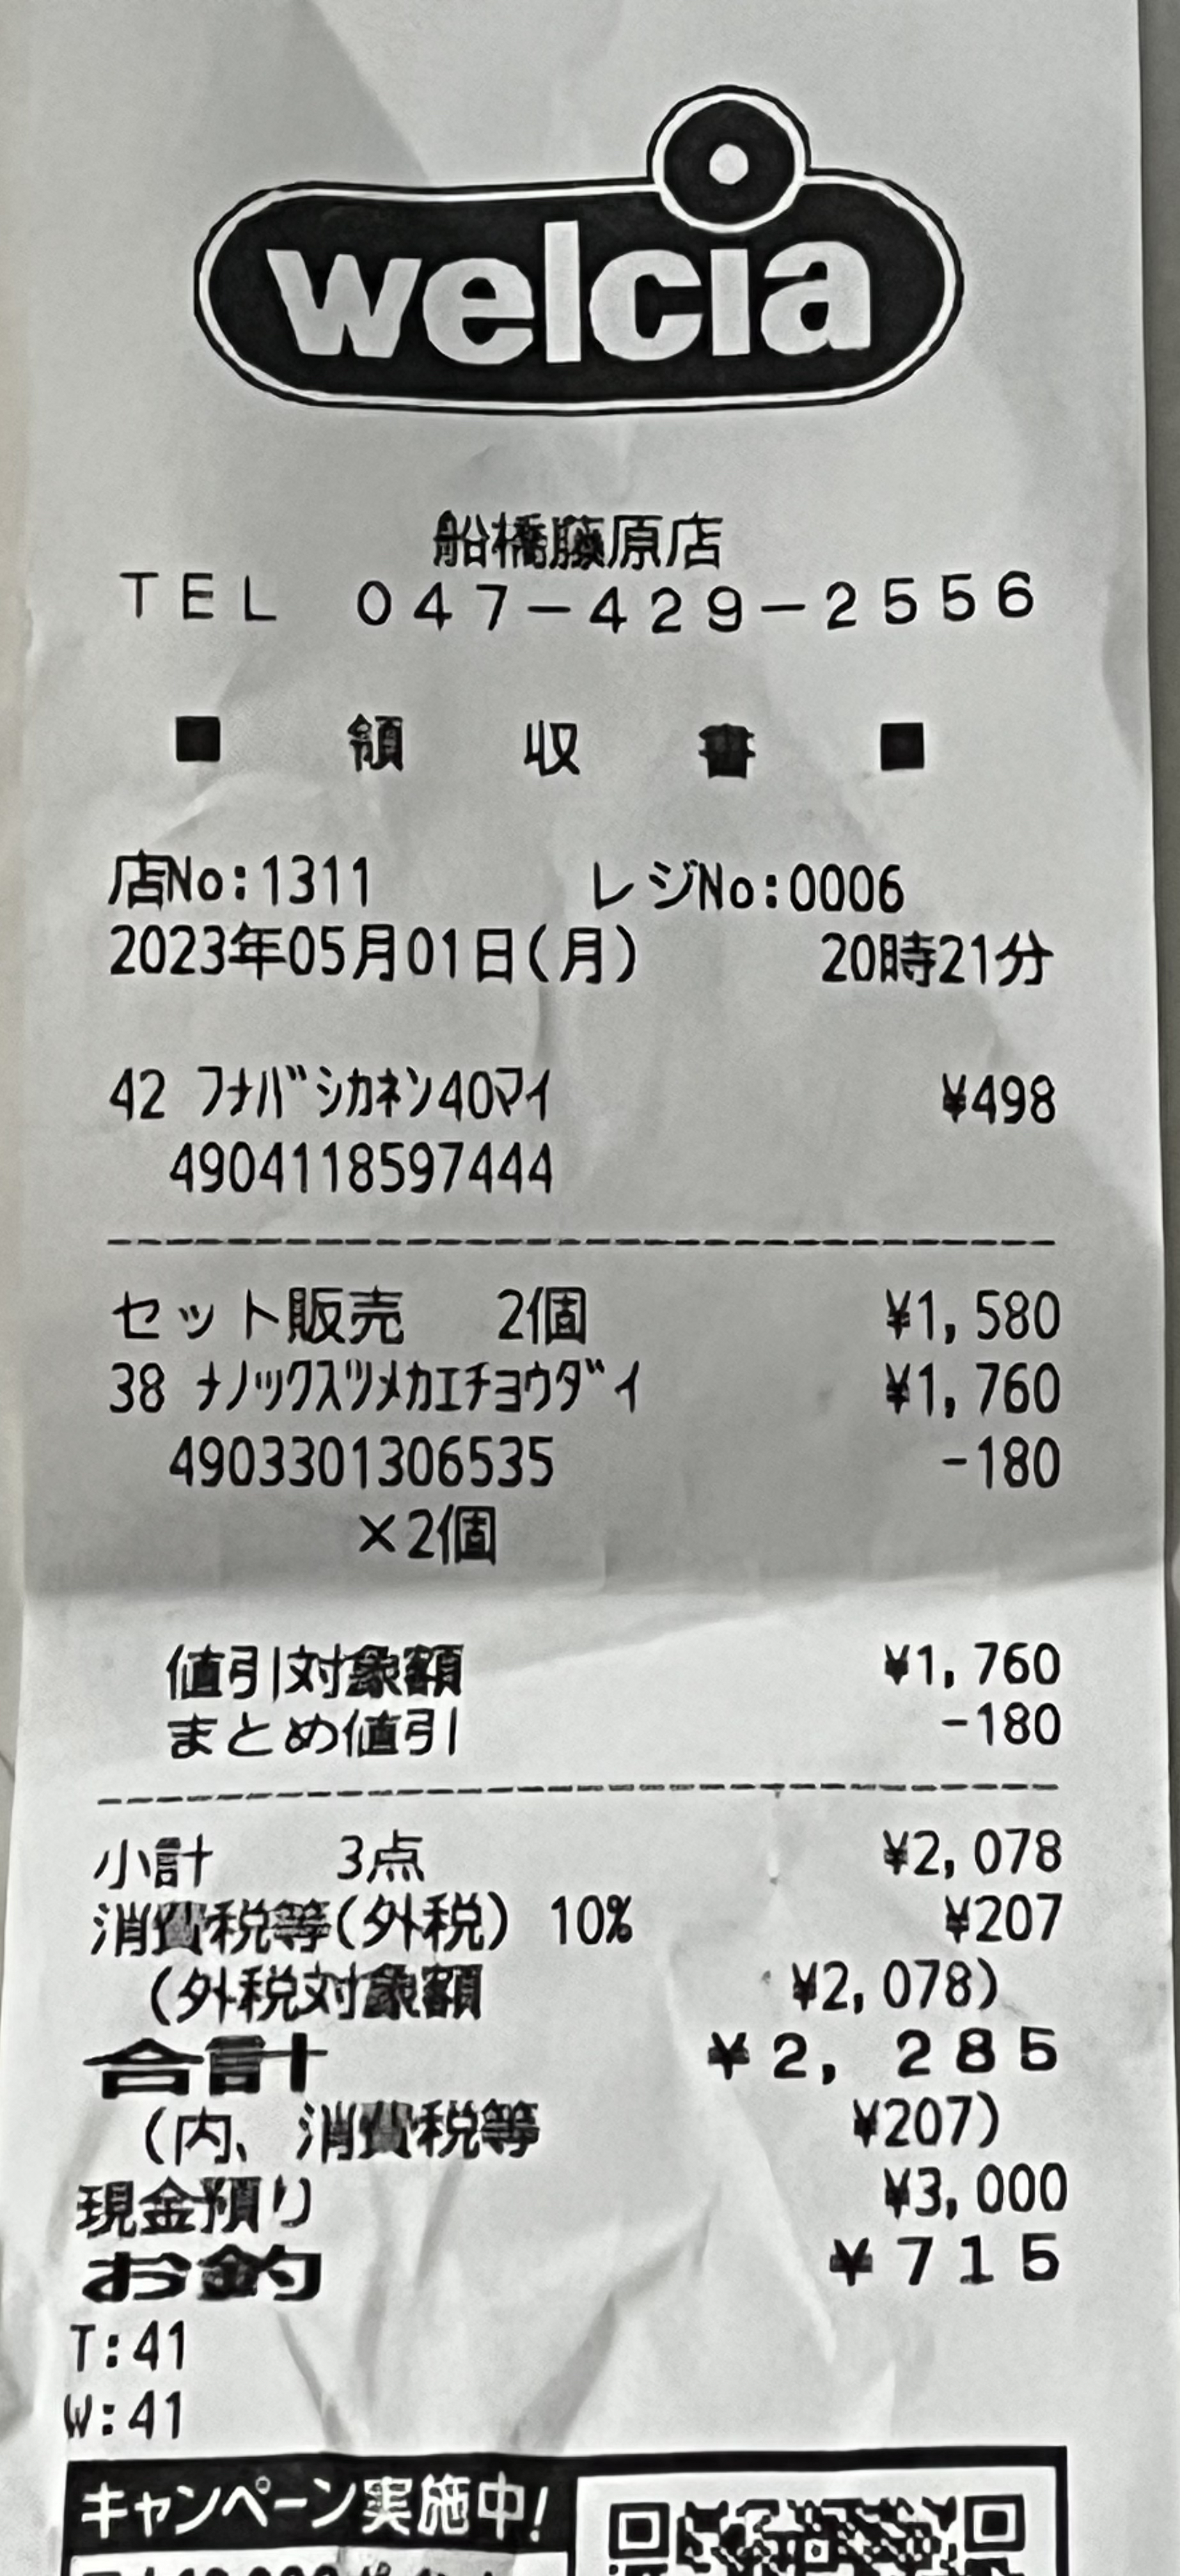 welcia
船橋藤原店
TEL 047-429-2556
■ 領 収 書 ■
店No:1311 レジNo:0006
2023年05月01日(月) 20時21分
42 フナバシカネン40マイ ¥498
4904118597444
セット販売 2個 ¥1,580
38 ナノックスツメカエチョウダイ ¥1,760
4903301306535 -180
×2個
値引対象額 ¥1,760
まとめ値引 -180
小計 3点 ¥2,078
消費税等(外税) 10% ¥207
(外税対象額 ¥2,078)
合計 ¥2,285
(内、消費税等 ¥207)
現金預り ¥3,000
お釣 ¥715
T:41
W:41
キャンペーン実施中!